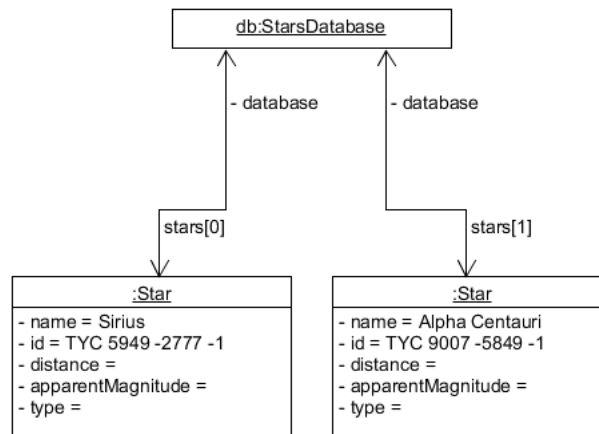 db:StarsDatabase
- database
- database
stars[0]
stars[1]
:Star
- name = Sirius
- id = TYC 5949 -2777 -1
- distance =
- apparentMagnitude =
- type =
:Star
- name = Alpha Centauri
- id = TYC 9007 -5849 -1
- distance =
- apparentMagnitude =
- type =